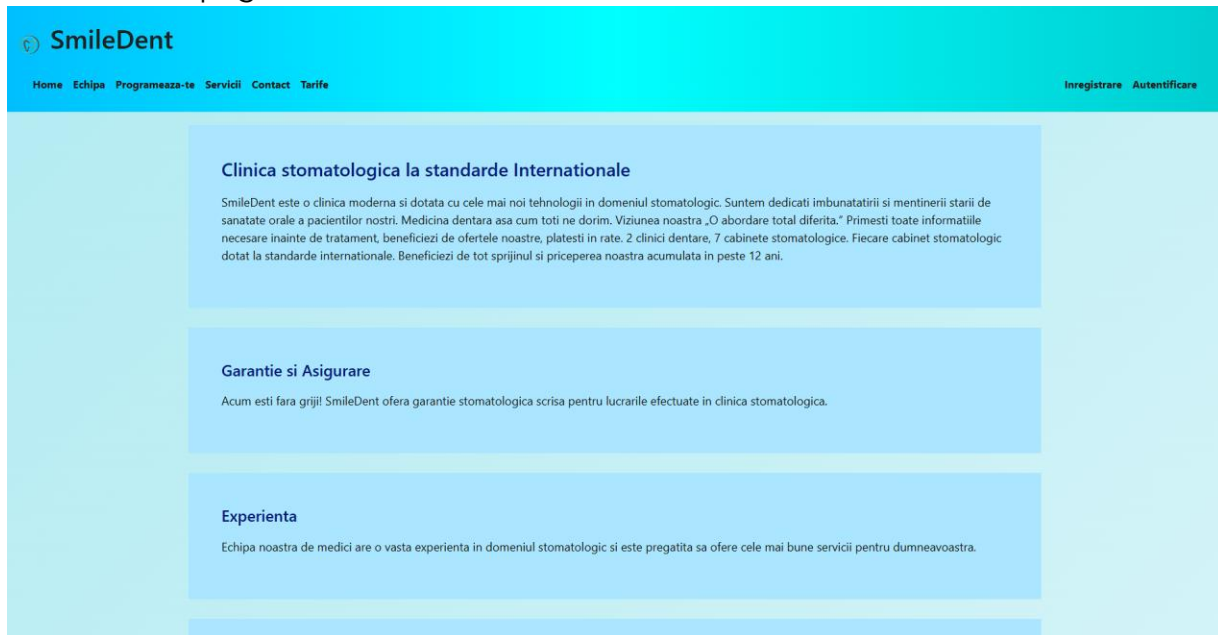 SmileDent
Home Echipa Programeaza-te Servicii Contact Tarife
Inregistrare Autentificare
Clinica stomatologica la standarde Internationale
SmileDent este o clinica moderna si dotata cu cele mai noi tehnologii in domeniul stomatologic. Suntem dedicati imbunatatirii si mentinerii starii de
sanatate orale a pacientilor nostri. Medicina dentara asa cum toti ne dorim. Viziunea noastra „O abordare total diferita.” Primesti toate informatiile
necesare inainte de tratament, beneficiezi de ofertele noastre, platesti in rate. 2 clinici dentare, 7 cabinete stomatologice. Fiecare cabinet stomatologic
dotat la standarde internationale. Beneficiezi de tot sprijinul si priceperea noastra acumulata in peste 12 ani.
Garantie si Asigurare
Acum esti fara griji! SmileDent ofera garantie stomatologica scrisa pentru lucrarile efectuate in clinica stomatologica.
Experienta
Echipa noastra de medici are o vasta experienta in domeniul stomatologic si este pregatita sa ofere cele mai bune servicii pentru dumneavoastra.